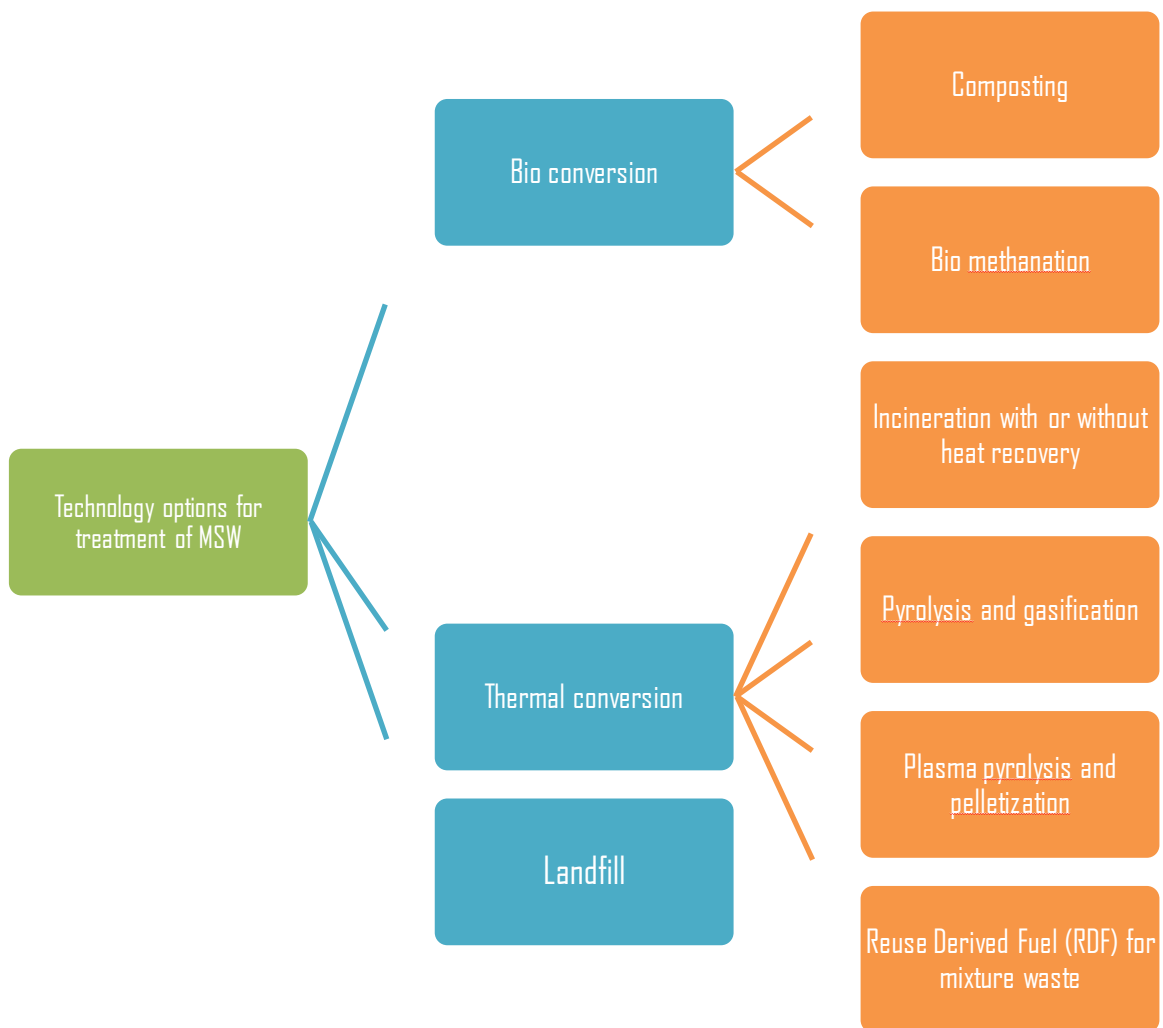 Technology options for
treatment of MSW
Bio conversion
Composting
Bio methanation
Thermal conversion
Incineration with or without
heat recovery
Pyrolysis and gasification
Plasma pyrolysis and
pelletization
Reuse Derived Fuel (RDF) for
mixture waste
Landfill